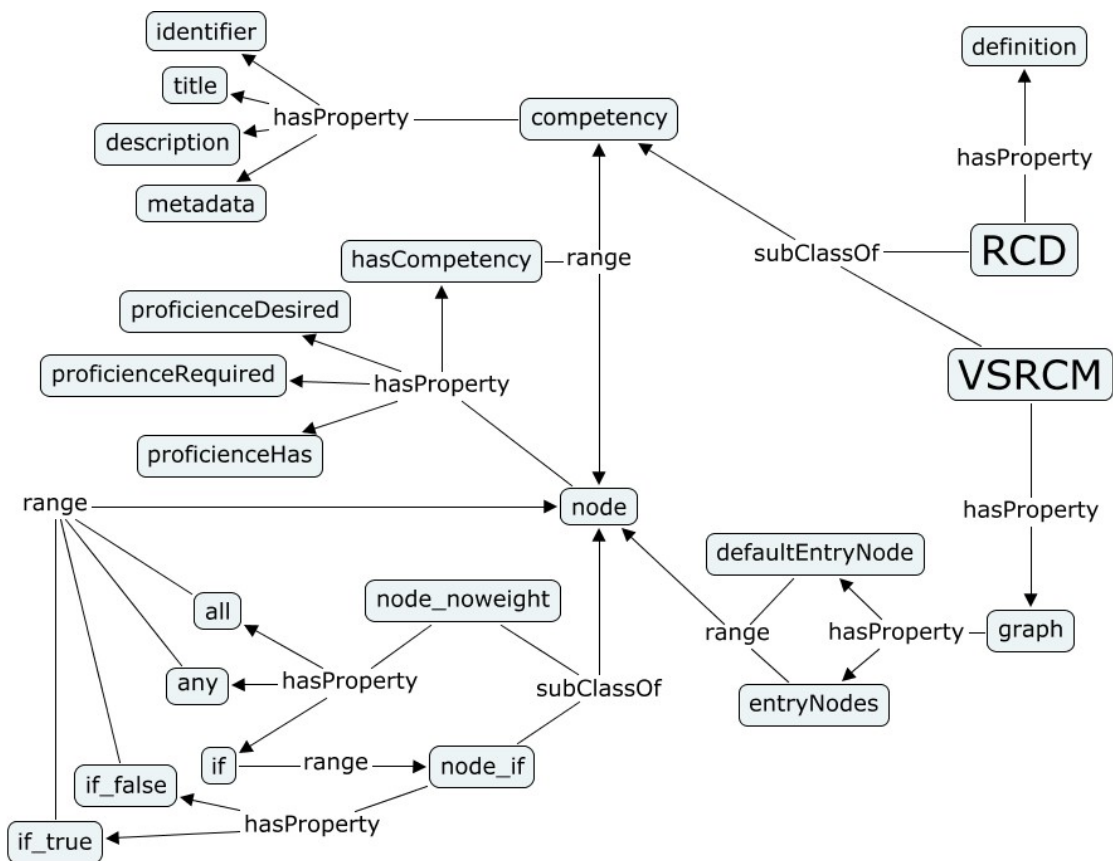 identifier
definition
title
hasProperty
competency
description
hasProperty
metadata
subClassOf
RCD
hasCompetency
range
proficienceDesired
proficienceRequired
hasProperty
VSRCM
proficienceHas
range
node
hasProperty
defaultEntryNode
all
node_noweight
range
hasProperty
graph
any
hasProperty
subClassOf
entryNodes
if
range
node_if
if_false
hasProperty
if_true